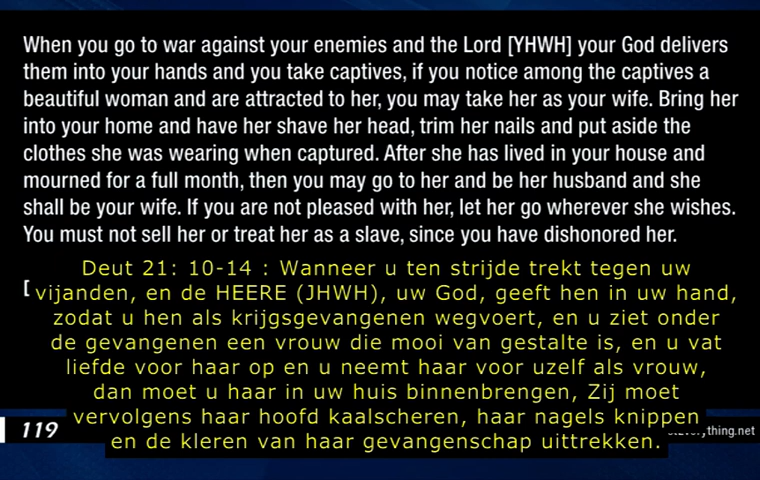 When you go to war against your enemies and the Lord [YHWH] your God delivers
them into your hands and you take captives, if you notice among the captives a
beautiful woman and are attracted to her, you may take her as your wife. Bring her
into your home and have her shave her head, trim her nails and put aside the
clothes she was wearing when captured. After she has lived in your house and
mourned for a full month, then you may go to her and be her husband and she
shall be your wife. If you are not pleased with her, let her go wherever she wishes.
You must not sell her or treat her as a slave, since you have dishonored her.
[
Deut 21: 10-14 : Wanneer u ten strijde trekt tegen uw
vijanden, en de HEERE (JHWH), uw God, geeft hen in uw hand,
zodat u hen als krijgsgevangenen wegvoert, en u ziet onder
de gevangenen een vrouw die mooi van gestalte is, en u vat
liefde voor haar op en u neemt haar voor uzelf als vrouw,
dan moet u haar in uw huis binnenbrengen, Zij moet
vervolgens haar hoofd kaalscheren, haar nagels knippen
en de kleren van haar gevangenschap uittrekken.
119